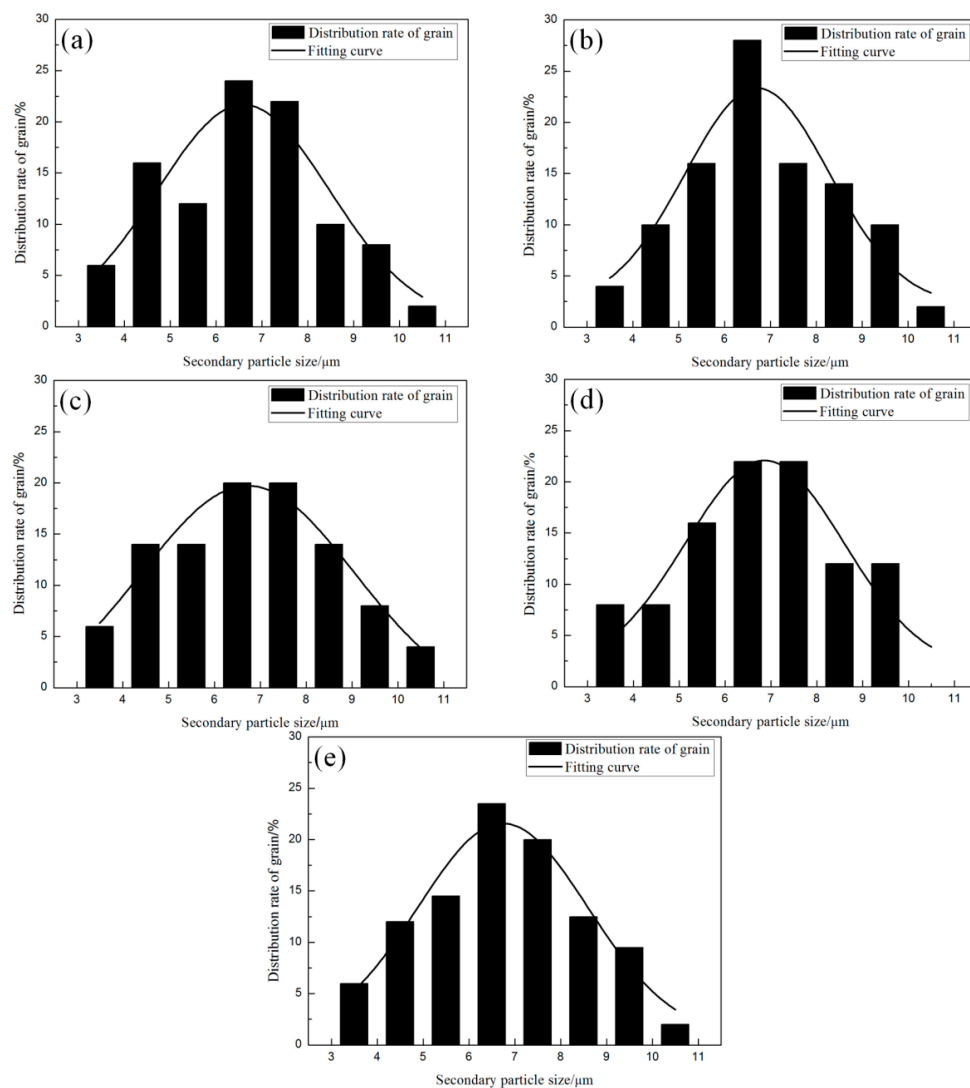 (a)
Distribution rate of grain
Fitting curve
Distribution rate of grain/%
30
25
20
15
10
5
0
3 4 5 6 7 8 9 10 11
Secondary particle size/μm
(b)
Distribution rate of grain
Fitting curve
Distribution rate of grain/%
30
25
20
15
10
5
0
3 4 5 6 7 8 9 10 11
Secondary particle size/μm
(c)
Distribution rate of grain
Fitting curve
Distribution rate of grain/%
30
25
20
15
10
5
0
3 4 5 6 7 8 9 10 11
Secondary particle size/μm
(d)
Distribution rate of grain
Fitting curve
Distribution rate of grain/%
30
25
20
15
10
5
0
3 4 5 6 7 8 9 10 11
Secondary particle size/μm
(e)
Distribution rate of grain
Fitting curve
Distribution rate of grain/%
30
25
20
15
10
5
0
3 4 5 6 7 8 9 10 11
Secondary particle size/μm